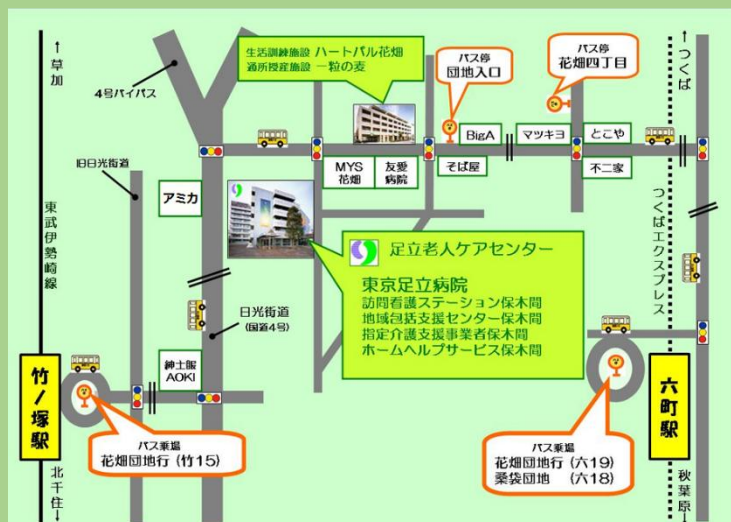 ↑草加
4号バイパス
旧日光街道
東武伊勢崎線
アミカ
生活訓練施設 ハートパル花畑
通所授産施設 一粒の麦
バス停
団地入口
バス停
花畑四丁目
↑つくば
BigA
マツキヨ
とこや
MYS
花畑
友愛
病院
そば屋
不二家
つくばエクスプレス
足立老人ケアセンター
東京足立病院
訪問看護ステーション保木間
地域包括支援センター保木間
指定介護支援事業者保木間
ホームヘルプサービス保木間
日光街道
(国道4号)
紳士服
AOKI
竹ノ塚駅
六町駅
バス乗場
花畑団地行(竹15)
バス乗場
花畑団地行(六19)
桑袋団地 (六18)
北千住↓
秋葉原↓